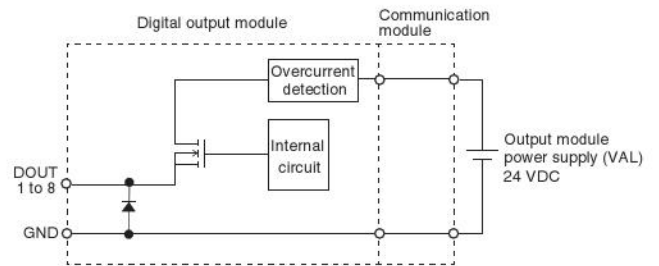 Digital output module
Communication
module
Overcurrent
detection
Internal
circuit
Output module
power supply (VAL)
24 VDC
DOUT
1 to 8
GND